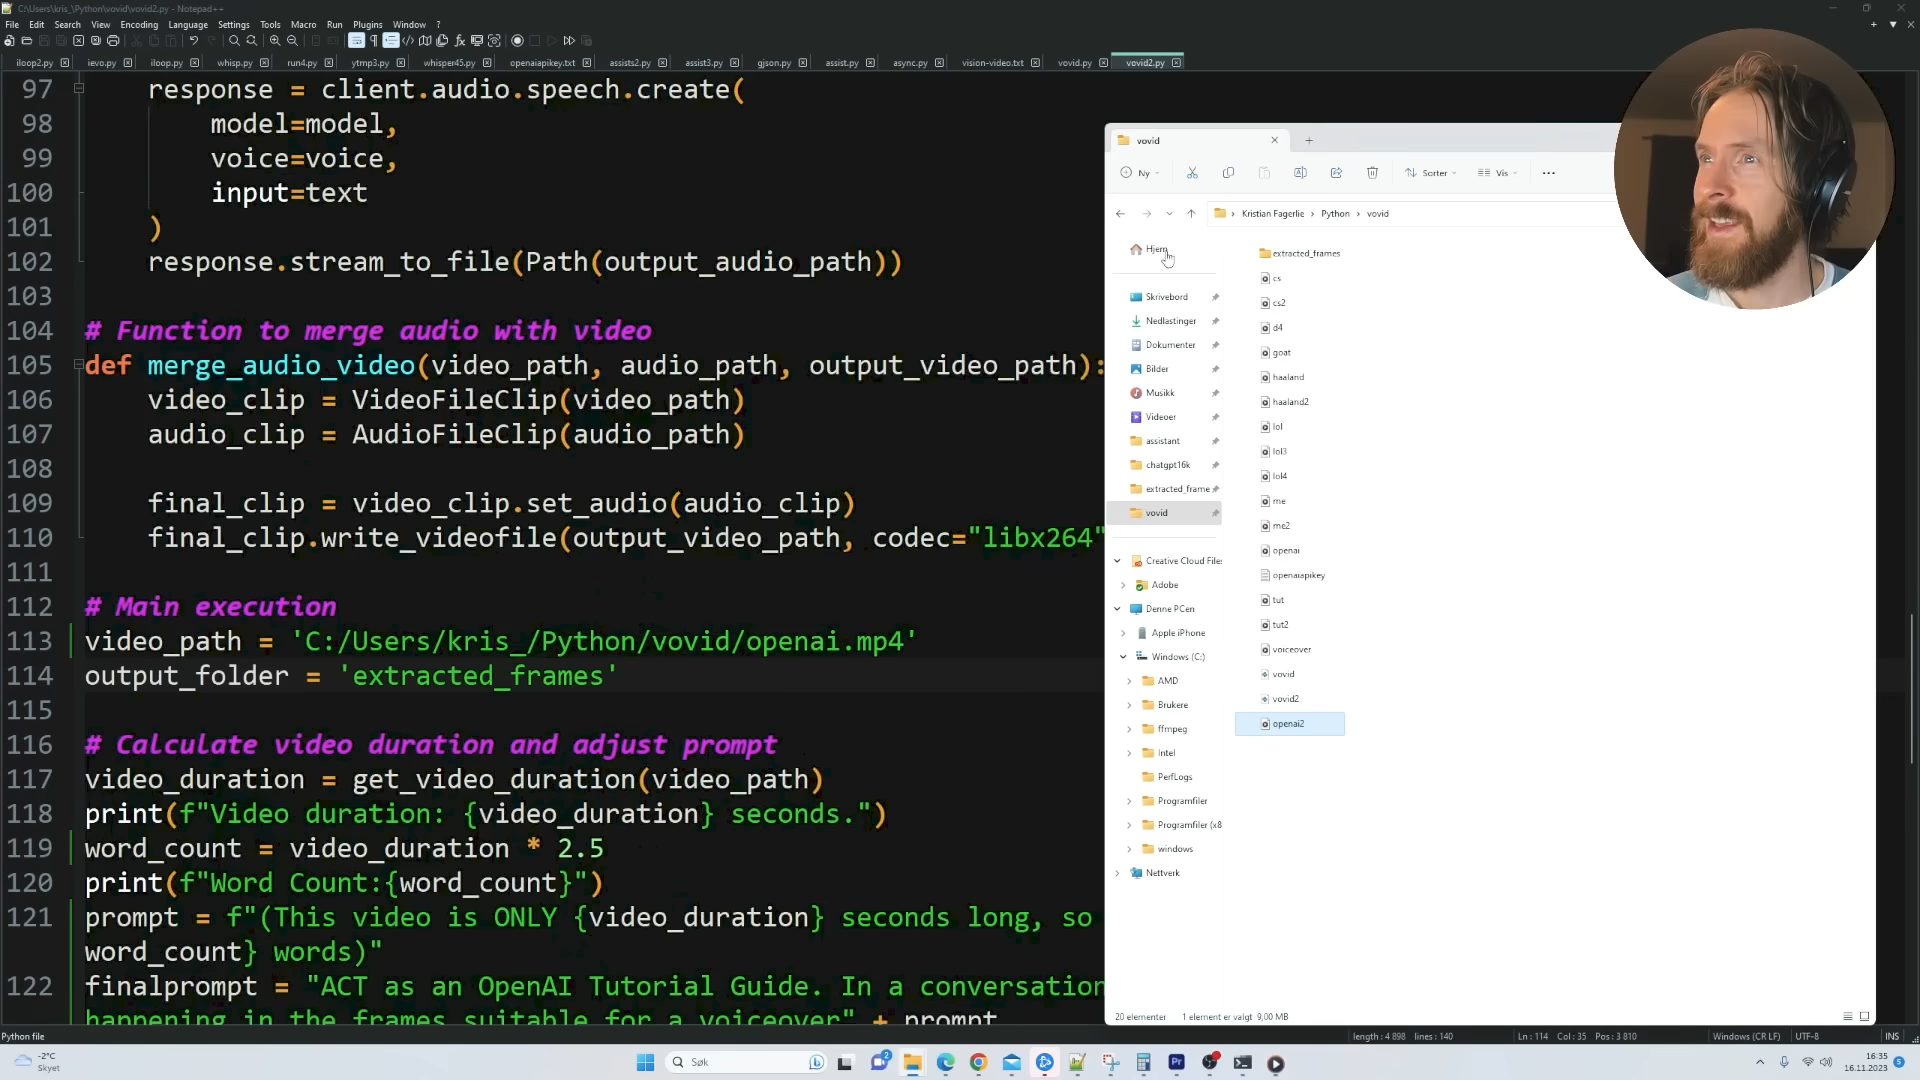 C:\Users\kris_\Python\vovid\vovid2.py - Notepad++
File Edit Search View Encoding Language Settings Tools Macro Run Plugins Window ?
iloop2.py ievo.py iloop.py whisp.py run4.py ytmp3.py whisper45.py openaiapikey.txt assists2.py assist3.py gjson.py assist.py async.py vision-video.txt vovid.py vovid2.py
97 response = client.audio.speech.create(
98 model=model,
99 voice=voice,
100 input=text
101 )
102 response.stream_to_file(Path(output_audio_path))
103
104 # Function to merge audio with video
105 def merge_audio_video(video_path, audio_path, output_video_path):
106 video_clip = VideoFileClip(video_path)
107 audio_clip = AudioFileClip(audio_path)
108
109 final_clip = video_clip.set_audio(audio_clip)
110 final_clip.write_videofile(output_video_path, codec="libx264"
111
112 # Main execution
113 video_path = 'C:/Users/kris_/Python/vovid/openai.mp4'
114 output_folder = 'extracted_frames'
115
116 # Calculate video duration and adjust prompt
117 video_duration = get_video_duration(video_path)
118 print(f"Video duration: {video_duration} seconds.")
119 word_count = video_duration * 2.5
120 print(f"Word Count:{word_count}")
121 prompt = f"(This video is ONLY {video_duration} seconds long, so
word_count} words)"
122 finalprompt = "ACT as an OpenAI Tutorial Guide. In a conversation
happening in the frames suitable for a voiceover" + prompt
vovid
Ny Sorter Vis
Kristian Fagerlie > Python > vovid
Hjem
Skrivebord
Nedlastinger
Dokumenter
Bilder
Musikk
Videoer
assistant
chatgpt16k
extracted_frame
vovid
Creative Cloud Files
Adobe
Denne PCen
Apple iPhone
Windows (C:)
AMD
Brukere
ffmpeg
Intel
PerfLogs
Programfiler
Programfiler (x8
windows
Nettverk
extracted_frames
cs
cs2
d4
goat
haaland
haaland2
lol
lol3
lol4
me
me2
openai
openaiapikey
tut
tut2
voiceover
vovid
vovid2
openai2
20 elementer 1 element er valgt 9,00 MB
Python file length : 4 898 lines : 140 Ln : 114 Col : 35 Pos : 3 810 Windows (CR LF) UTF-8 INS
-2°C
Skyet
Søk
2
Pr
16:35
16.11.2023
5